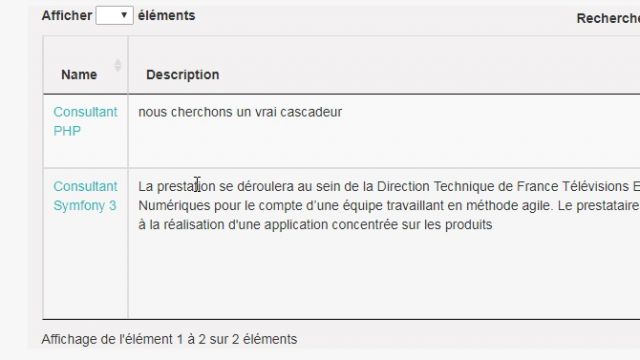 Afficher éléments Recherche
Name Description
Consultant PHP nous cherchons un vrai cascadeur
Consultant Symfony 3 La prestation se déroulera au sein de la Direction Technique de France Télévisions E
Numériques pour le compte d'une équipe travaillant en méthode agile. Le prestataire
à la réalisation d'une application concentrée sur les produits
Affichage de l'élément 1 à 2 sur 2 éléments